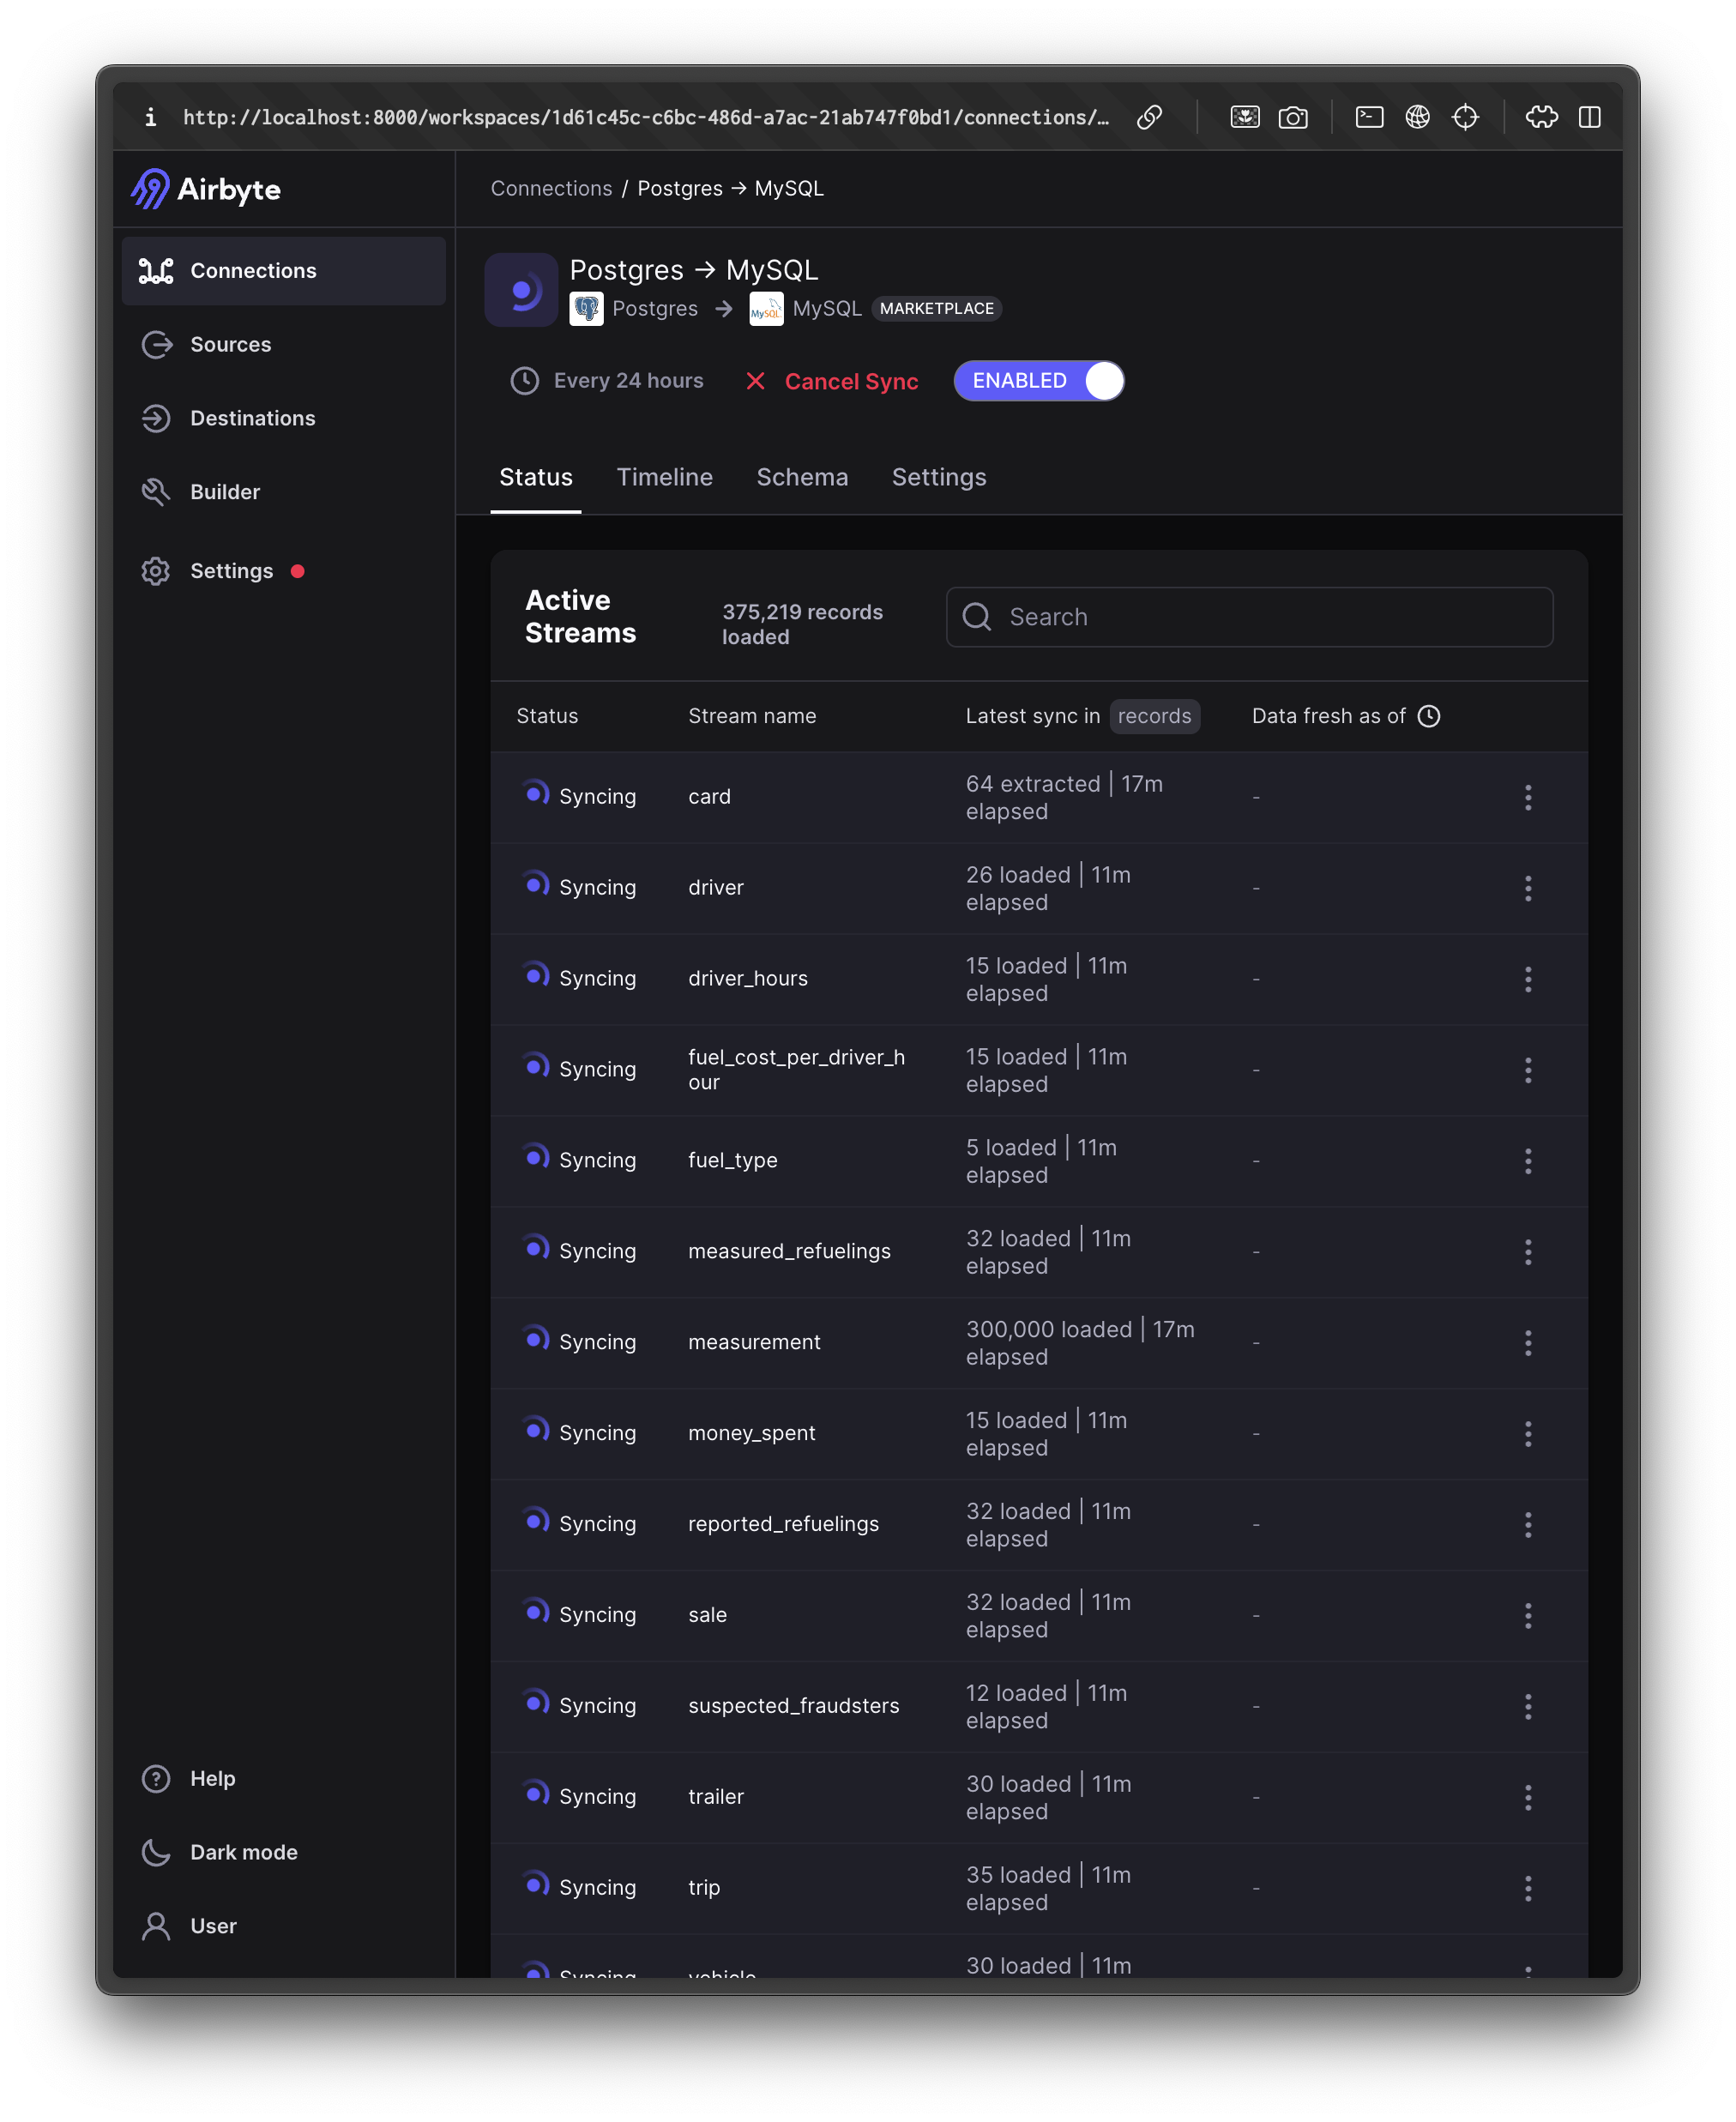 http://localhost:8000/workspaces/1d61c45c-c6bc-486d-a7ac-21ab747f0bd1/connections/…
Airbyte
Connections / Postgres → MySQL
Connections
Sources
Destinations
Builder
Settings
Postgres → MySQL
Postgres → MySQL MySQL MARKETPLACE
Every 24 hours
Cancel Sync
ENABLED
Status Timeline Schema Settings
Active
Streams
375,219 records
loaded
Search
Status Stream name Latest sync in records Data fresh as of
Syncing card 64 extracted | 17m
elapsed -
Syncing driver 26 loaded | 11m
elapsed -
Syncing driver_hours 15 loaded | 11m
elapsed -
Syncing fuel_cost_per_driver_h
our 15 loaded | 11m
elapsed -
Syncing fuel_type 5 loaded | 11m
elapsed -
Syncing measured_refuelings 32 loaded | 11m
elapsed -
Syncing measurement 300,000 loaded | 17m
elapsed -
Syncing money_spent 15 loaded | 11m
elapsed -
Syncing reported_refuelings 32 loaded | 11m
elapsed -
Syncing sale 32 loaded | 11m
elapsed -
Syncing suspected_fraudsters 12 loaded | 11m
elapsed -
Syncing trailer 30 loaded | 11m
elapsed -
Syncing trip 35 loaded | 11m
elapsed -
Syncing vehicle 30 loaded | 11m
Help
Dark mode
User